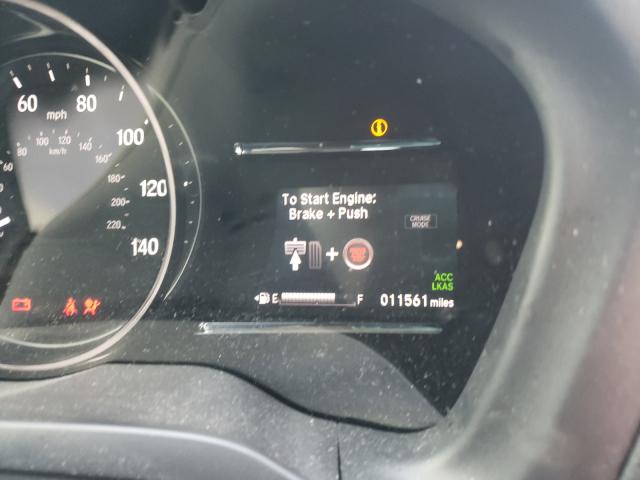 60 80
mph
100
80 100 120 140
km/h
160
60
180
120
200
220
140
To Start Engine:
Brake + Push
CRUISE
MODE
ACC
LKAS
E F 011561 miles